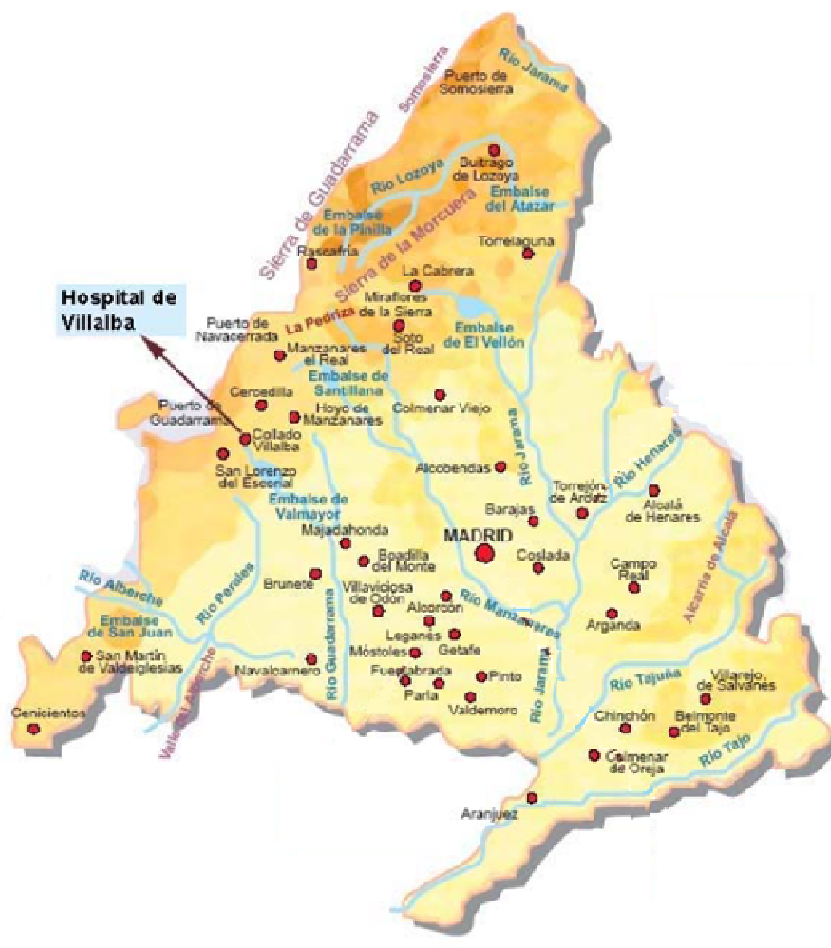 Río Jarama
Somosierra
Puerto de
Somosierra
Sierra de Guadarrama
Río Lozoya
Buitrago
de Lozoya
Embalse
del Atazar
Embalse
de la Pinilla
Sierra de la Morcuera
Torrelaguna
Rascafría
La Cabrera
Hospital de
Villalba
Miraflores
de la Sierra
La Pedriza
Puerto de
Navacerrada
Soto
del Real
Embalse
de El Vellón
Manzanares
el Real
Embalse de
Santillana
Cercedilla
Puerto de
Guadarrama
Hoyo de
Manzanares
Colmenar Viejo
Collado
Villalba
San Lorenzo
del Escorial
Río Jarama
Alcobendas
Río Henares
Torrejón
de Ardoz
Embalse de
Valmayor
Barajas
Alcalá
de Henares
Majadahonda
MADRID
Boadilla
del Monte
Coslada
Alcarria de Alcalá
Campo
Real
Río Alberche
Río Perales
Brunete
Villaviciosa
de Odón
Alcorcón
Río Manzanares
Arganda
Embalse
de San Juan
Río Guadarrama
Leganés
Getafe
San Martín
de Valdeiglesias
Móstoles
Navalcarnero
Valle del Alberche
Fuenlabrada
Parla
Pinto
Río Jarama
Río Tajuña
Villarejo
de Salvanés
Valdemoro
Cenicientos
Chinchón
Belmonte
del Tajo
Río Tajo
Colmenar
de Oreja
Aranjuez